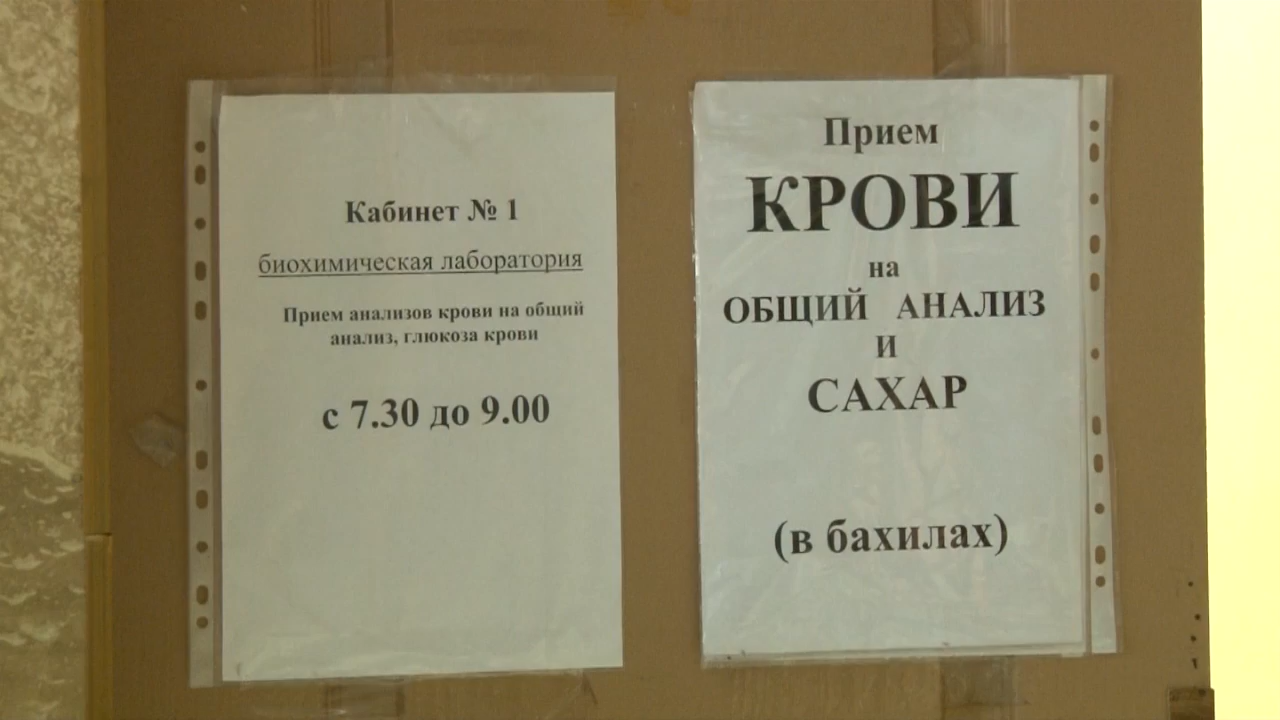 Кабинет № 1
биохимическая лаборатория
Прием анализов крови на общий
анализ, глюкоза крови
с 7.30 до 9.00
Прием
КРОВИ
на
ОБЩИЙ АНАЛИЗ
И
САХАР
(в бахилах)